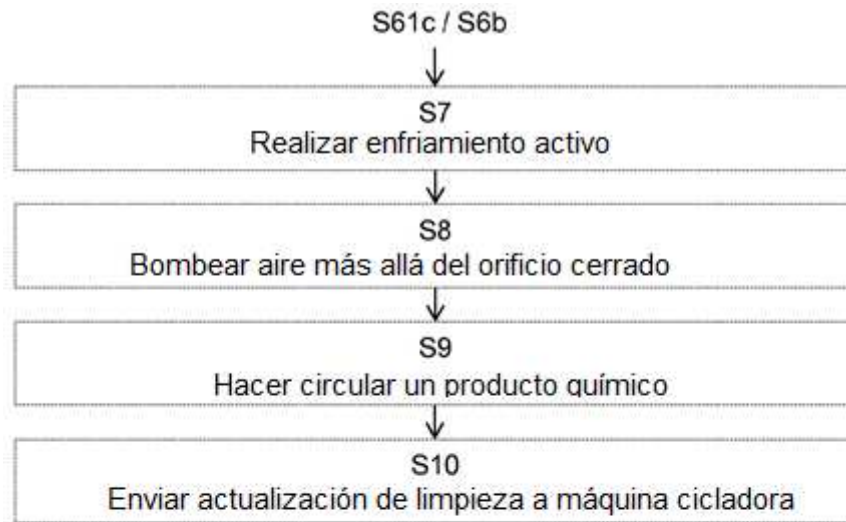 S61c / S6b
S7
Realizar enfriamiento activo
S8
Bombear aire más allá del orificio cerrado
S9
Hacer circular un producto químico
S10
Enviar actualización de limpieza a máquina cicladora